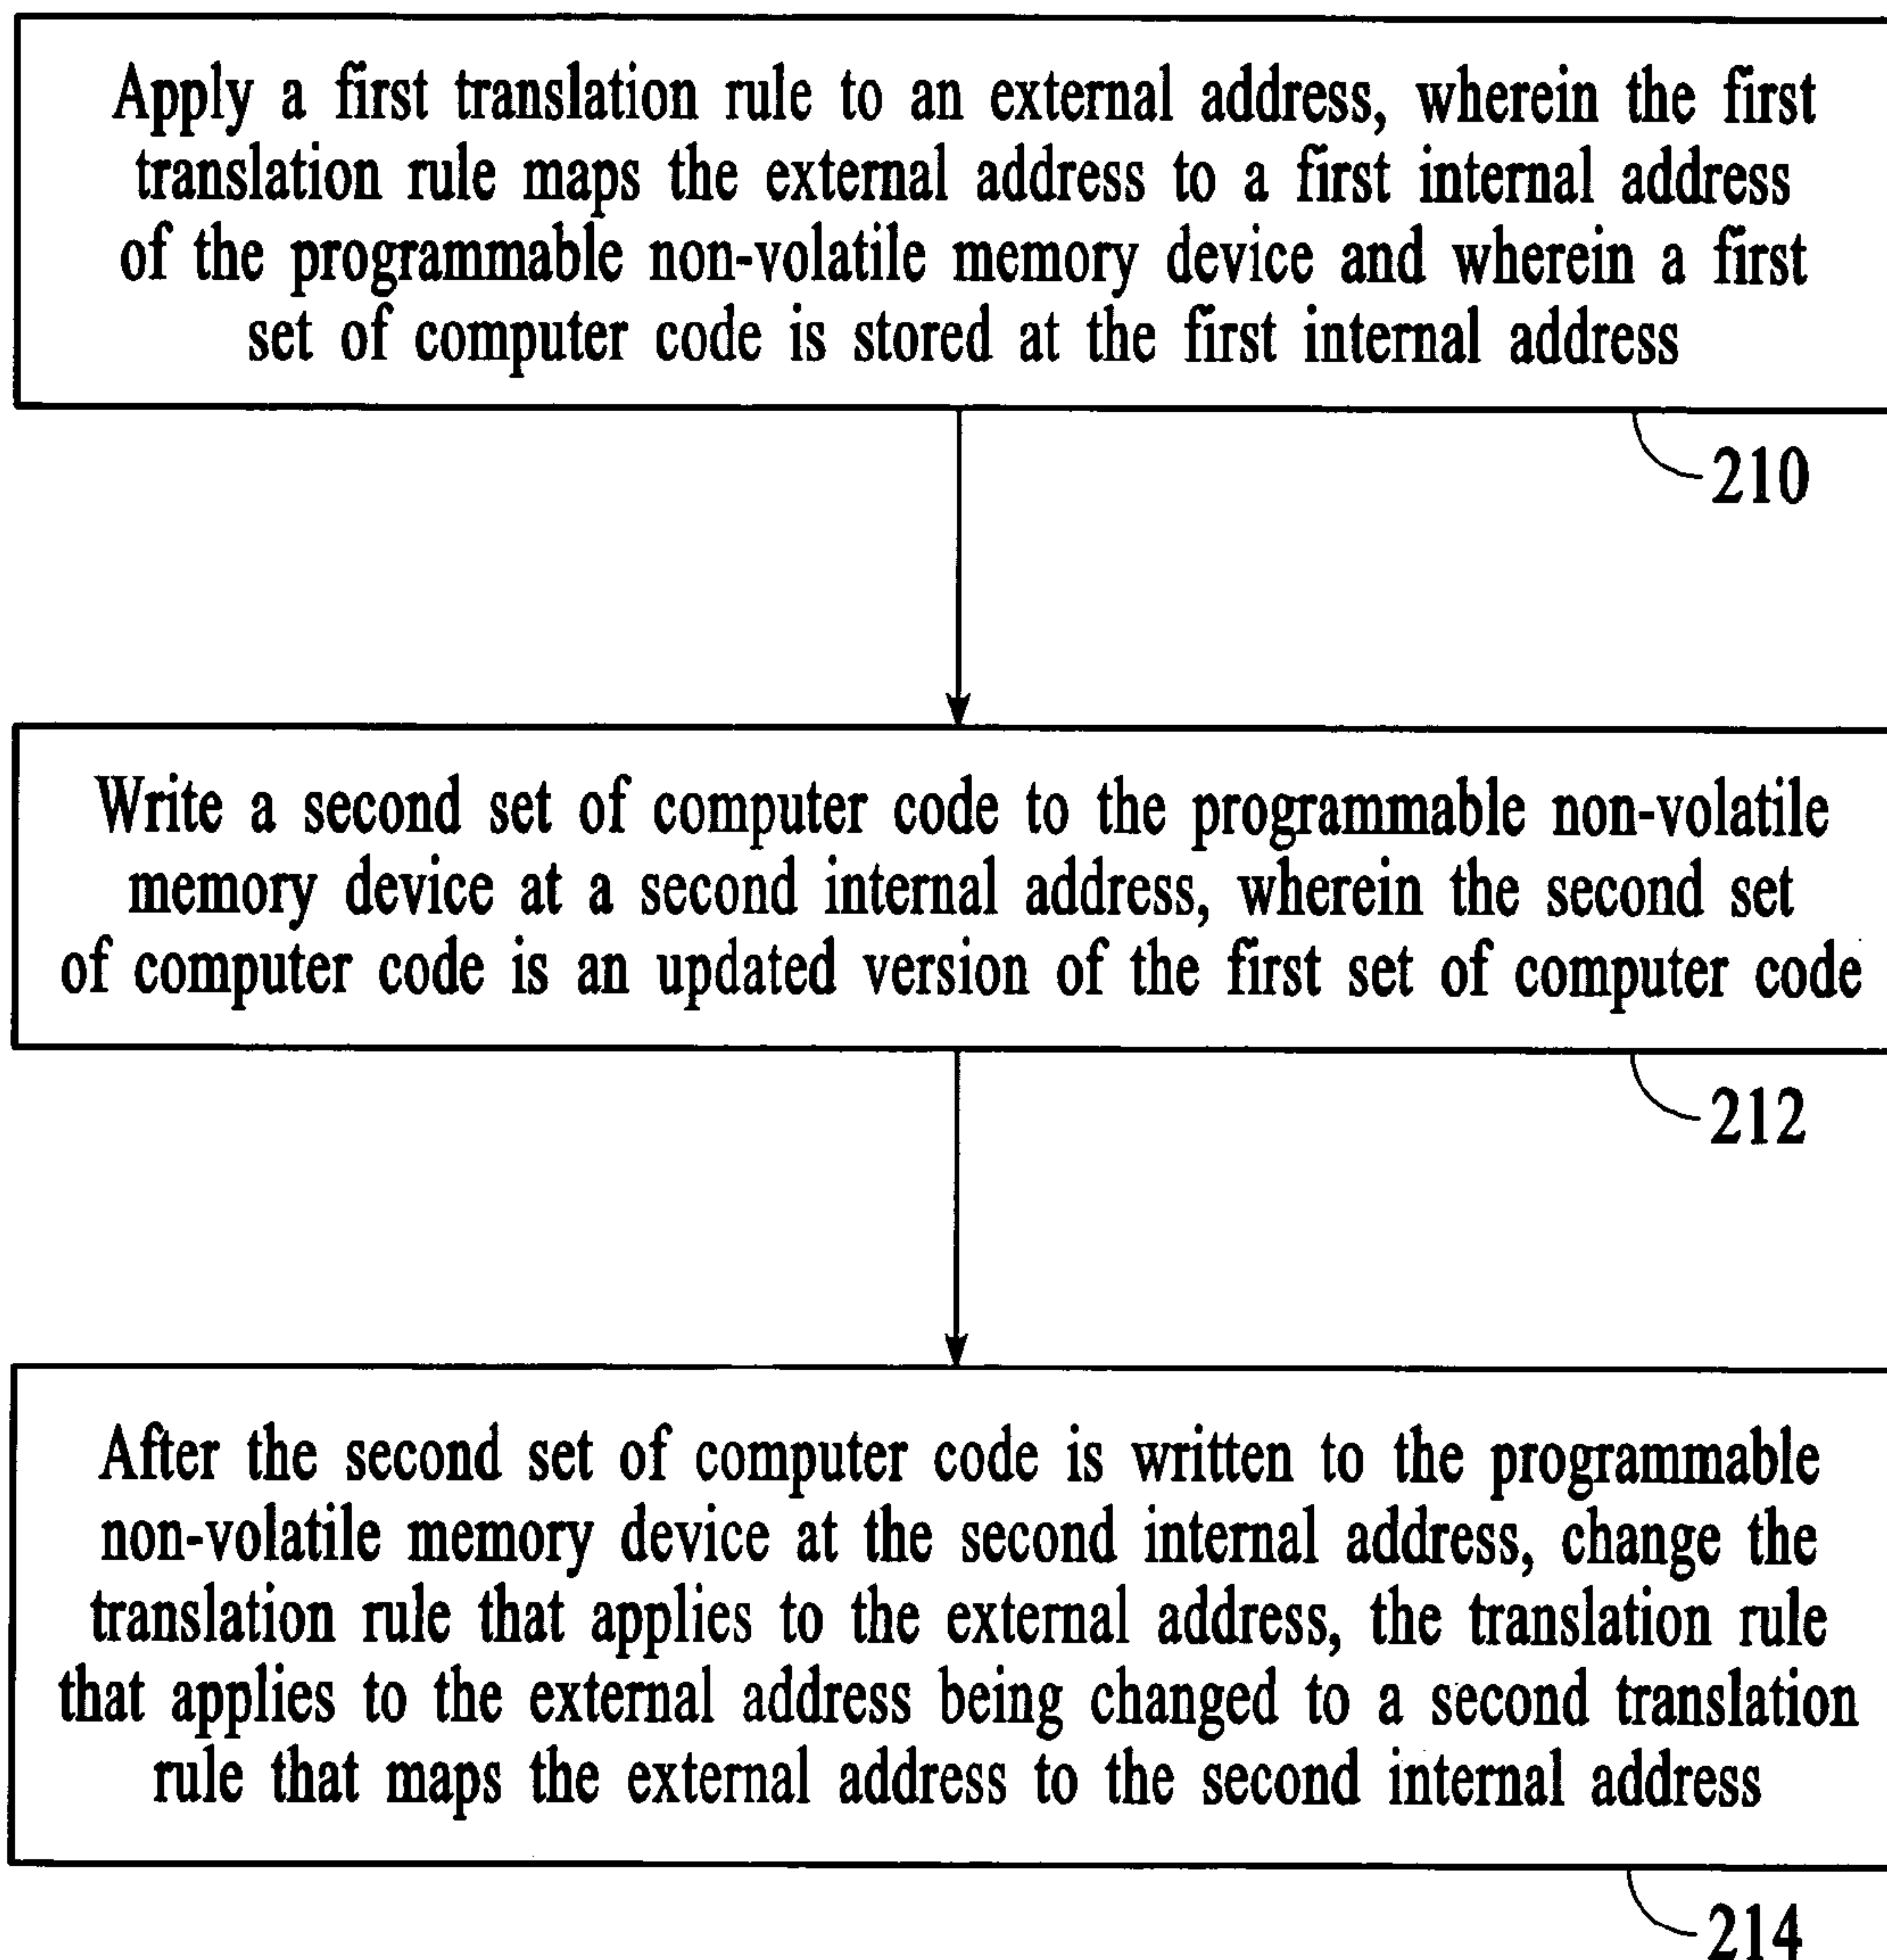 Apply a first translation rule to an external address, wherein the first
translation rule maps the external address to a first internal address
of the programmable non-volatile memory device and wherein a first
set of computer code is stored at the first internal address
210
Write a second set of computer code to the programmable non-volatile
memory device at a second internal address, wherein the second set
of computer code is an updated version of the first set of computer code
212
After the second set of computer code is written to the programmable
non-volatile memory device at the second internal address, change the
translation rule that applies to the external address, the translation rule
that applies to the external address being changed to a second translation
rule that maps the external address to the second internal address
214